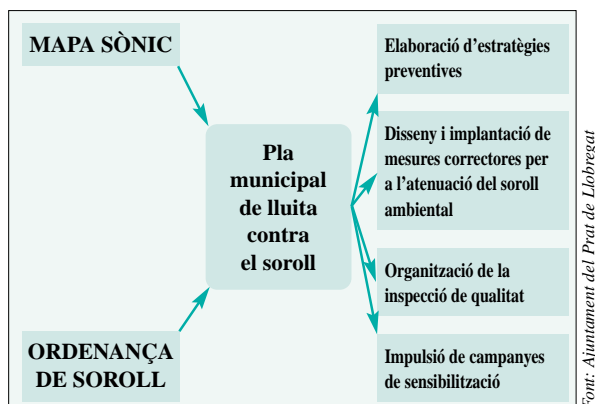 MAPA SÒNIC
ORDENANÇA
DE SOROLL
Pla
municipal
de lluita
contra
el soroll
Elaboració d'estratègies
preventives
Disseny i implantació de
mesures correctores per
a l'atenuació del soroll
ambiental
Organització de la
inspecció de qualitat
Impulsió de campanyes
de sensibilització
Font: Ajuntament del Prat de Llobregat